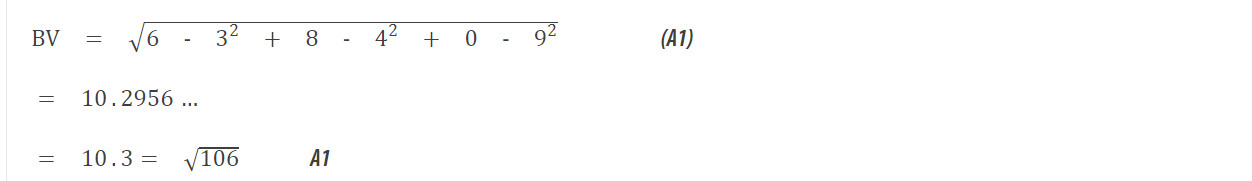 BV = √6 - 3² + 8 - 4² + 0 - 9² (A1)
= 10.2956 ...
= 10.3 = √106 A1